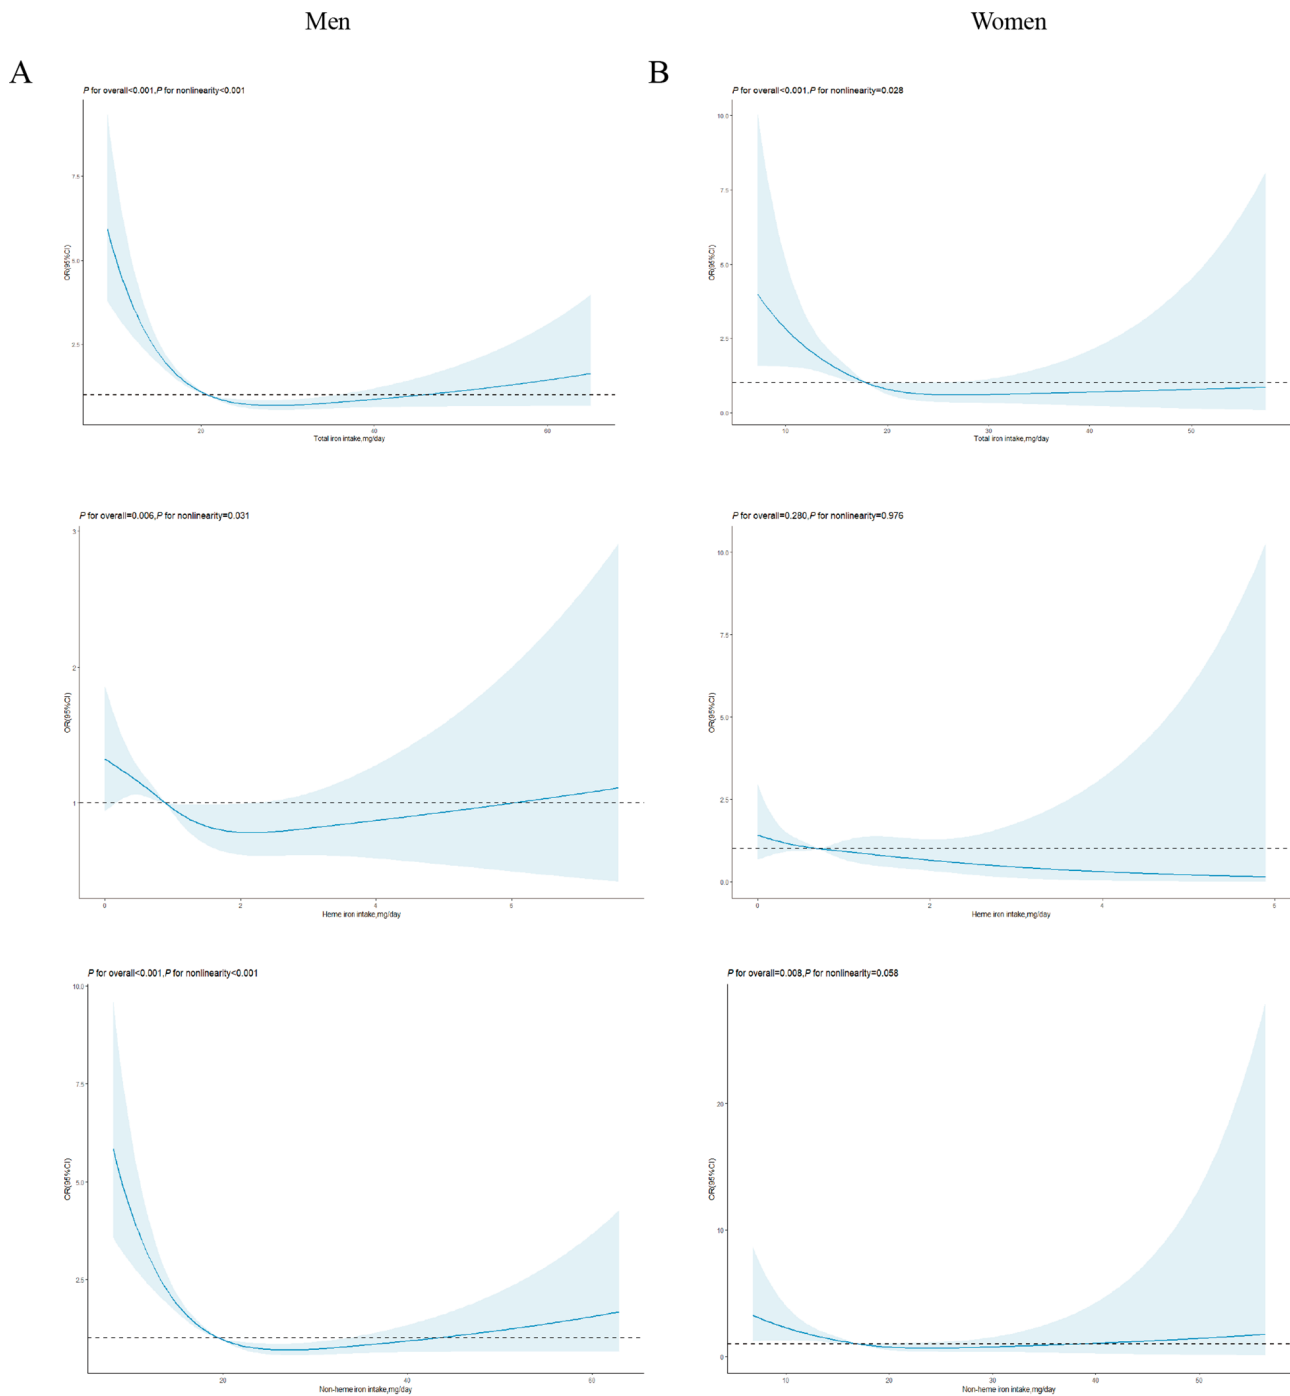 Men
Women
A
B
P for overall<0.001,P for nonlinearity<0.001
7.5
5.0
2.5
OR(95%CI)
20
40
60
Total iron intake,mg/day
P for overall<0.001,P for nonlinearity=0.028
10.0
7.5
5.0
2.5
0.0
OR(95%CI)
10
20
30
40
50
Total iron intake,mg/day
P for overall=0.006,P for nonlinearity=0.031
3
2
1
OR(95%CI)
0
2
4
6
Heme iron intake,mg/day
P for overall=0.280,P for nonlinearity=0.976
10.0
7.5
5.0
2.5
0.0
OR(95%CI)
0
2
4
6
Heme iron intake,mg/day
P for overall<0.001,P for nonlinearity<0.001
10.0
7.5
5.0
2.5
OR(95%CI)
20
40
60
Non-heme iron intake,mg/day
P for overall=0.008,P for nonlinearity=0.058
20
10
0
OR(95%CI)
10
20
30
40
50
Non-heme iron intake,mg/day